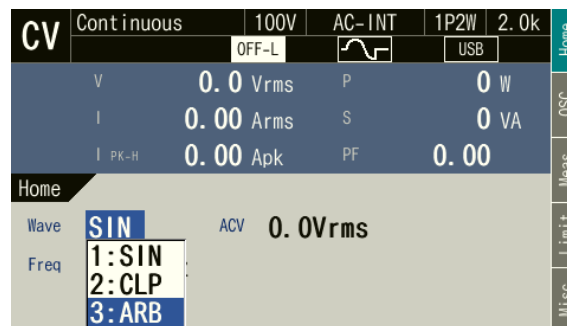 CV Continuous 100V AC-INT 1P2W 2.0k
OFF-L USB
V 0.0 Vrms P 0 W
I 0.00 Arms S 0 VA
I PK-H 0.00 Apk PF 0.00
Home
Wave SIN ACV 0.0Vrms
Freq
1:SIN
2:CLP
3:ARB
Home
OSC
Meas
Limit
Misc